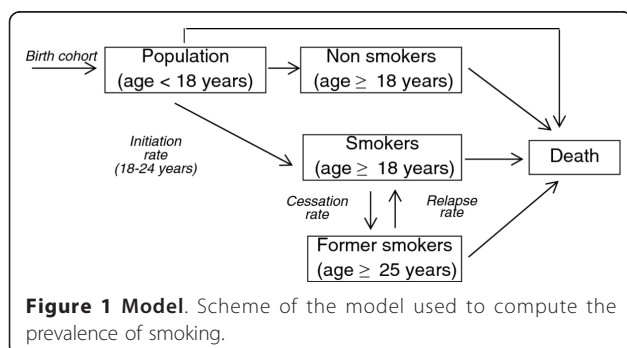 Birth cohort
Population
(age < 18 years)
Non smokers
(age ≥ 18 years)
Initiation
rate
(18-24 years)
Smokers
(age ≥ 18 years)
Death
Cessation
rate
Relapse
rate
Former smokers
(age ≥ 25 years)
Figure 1 Model. Scheme of the model used to compute the
prevalence of smoking.